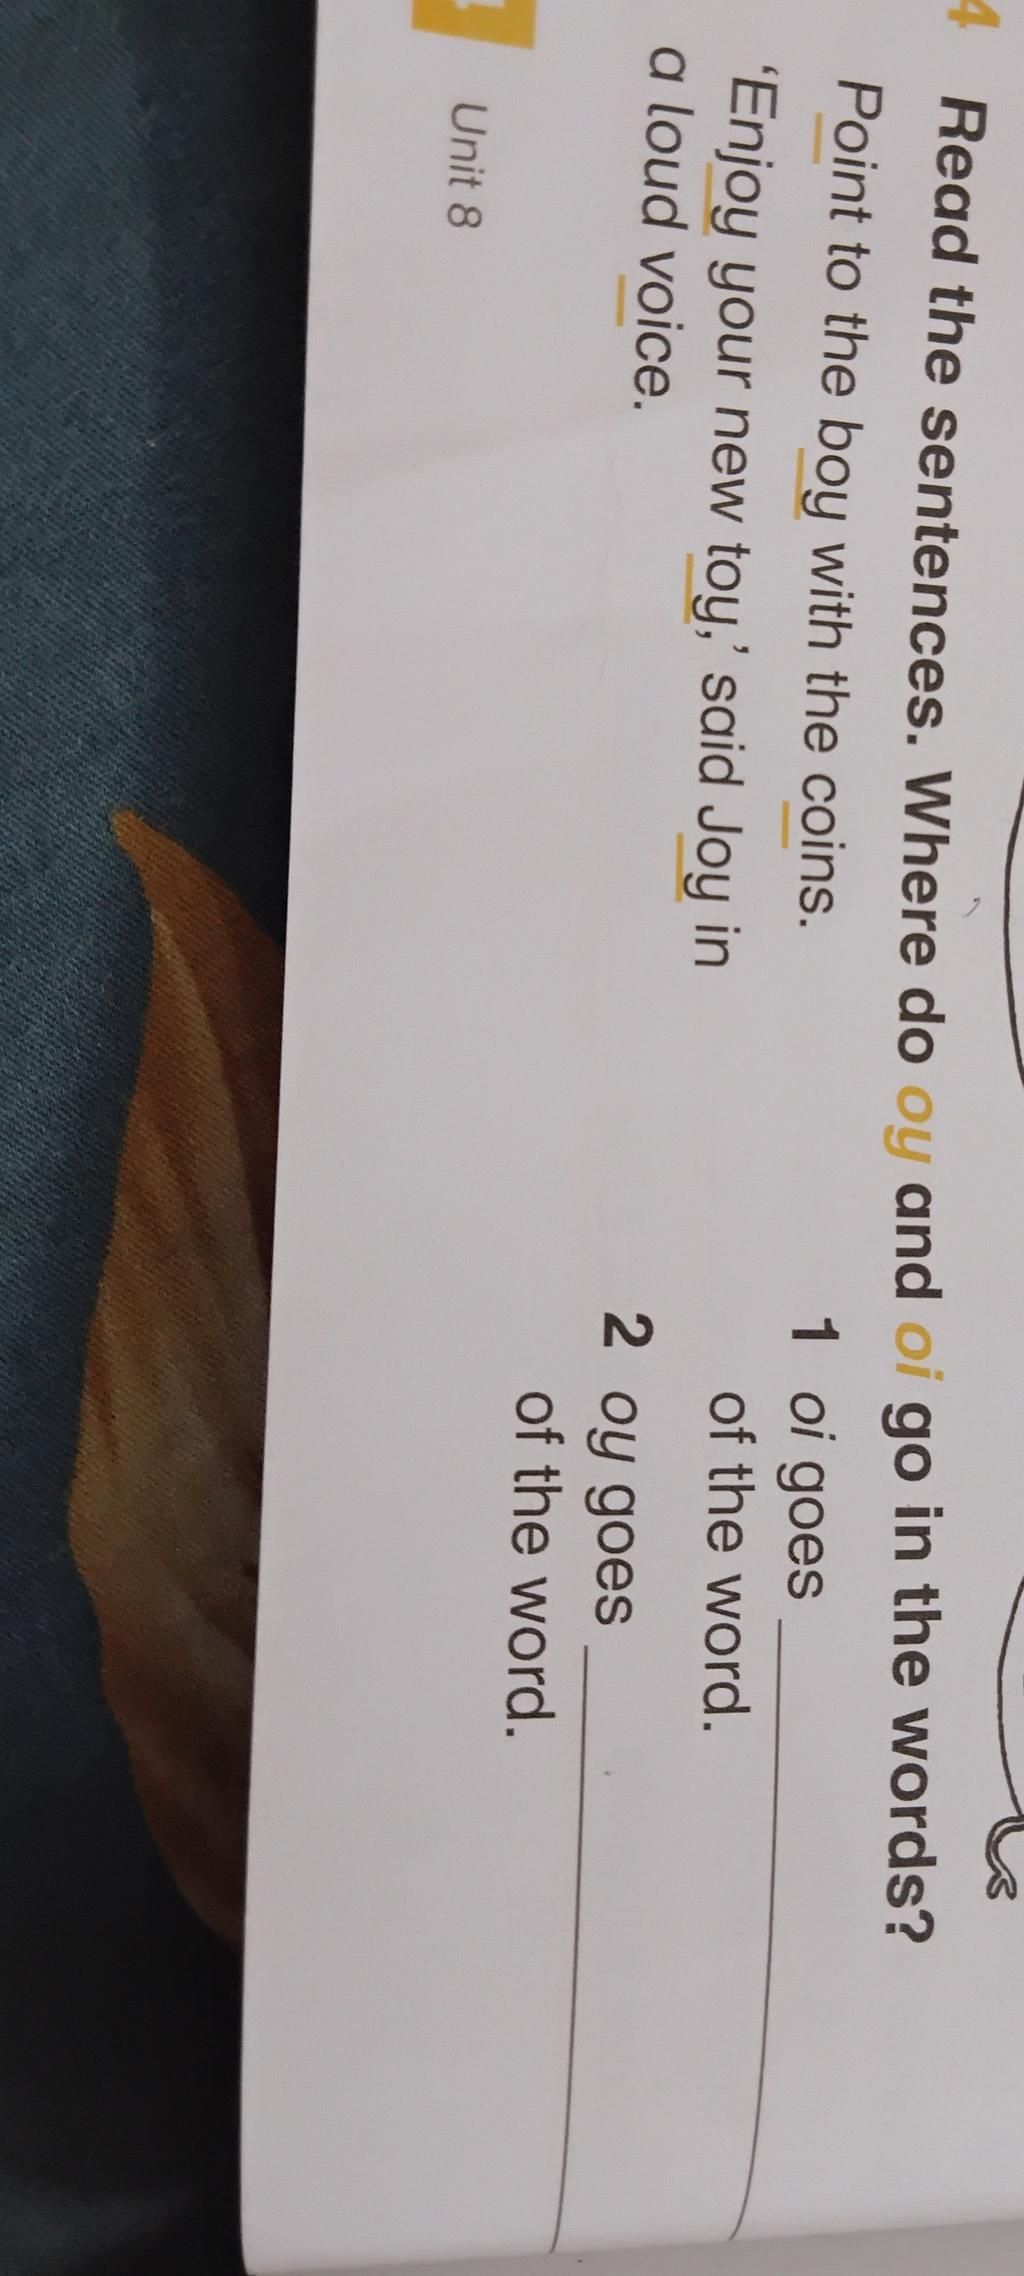 4 Read the sentences. Where do oy and oi go in the words?
Point to the boy with the coins.
‘Enjoy your new toy,’ said Joy in
a loud voice.
1 oi goes
of the word.
2 oy goes
of the word.
Unit 8